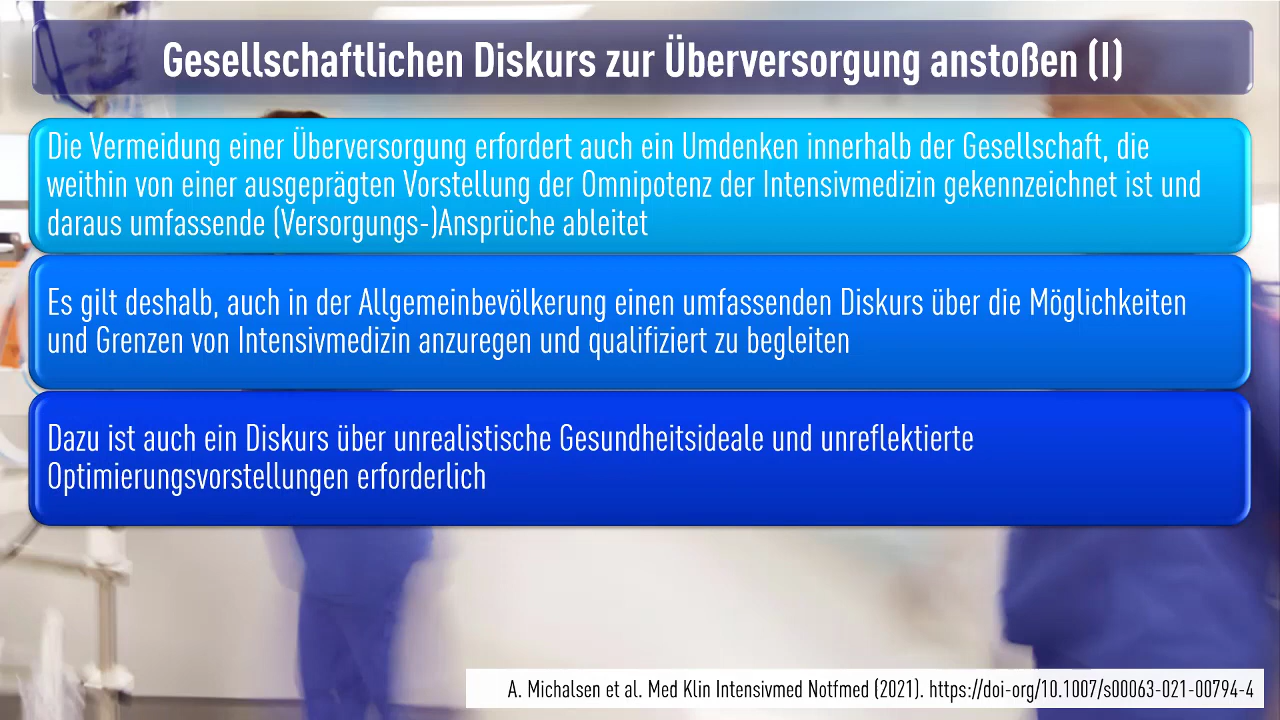 Gesellschaftlichen Diskurs zur Überversorgung anstoßen (I)
Die Vermeidung einer Überversorgung erfordert auch ein Umdenken innerhalb der Gesellschaft, die
weithin von einer ausgeprägten Vorstellung der Omnipotenz der Intensivmedizin gekennzeichnet ist und
daraus umfassende (Versorgungs-)Ansprüche ableitet
Es gilt deshalb, auch in der Allgemeinbevölkerung einen umfassenden Diskurs über die Möglichkeiten
und Grenzen von Intensivmedizin anzuregen und qualifiziert zu begleiten
Dazu ist auch ein Diskurs über unrealistische Gesundheitsideale und unreflektierte
Optimierungsvorstellungen erforderlich
A. Michalsen et al. Med Klin Intensivmed Notfmed (2021). https://doi-org/10.1007/s00063-021-00794-4